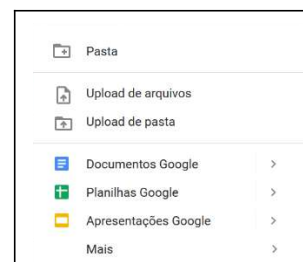 Pasta
Upload de arquivos
Upload de pasta
Documentos Google
Planilhas Google
Apresentações Google
Mais